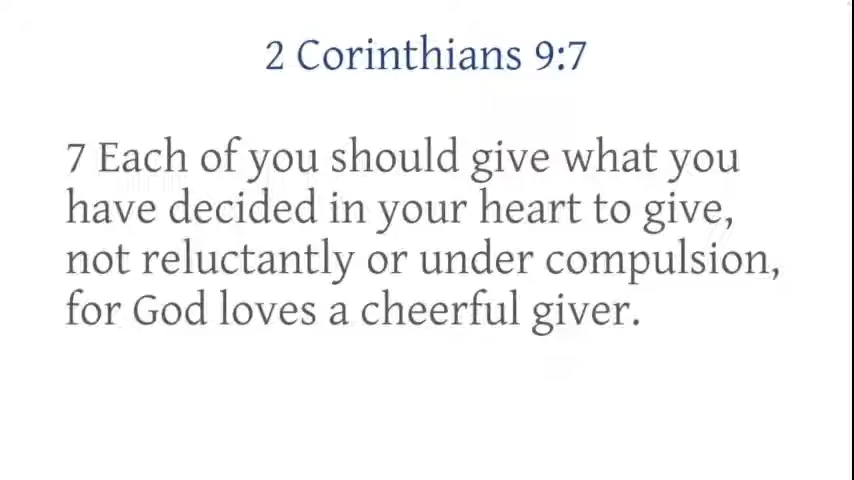 2 Corinthians 9:7
7 Each of you should give what you
have decided in your heart to give,
not reluctantly or under compulsion,
for God loves a cheerful giver.